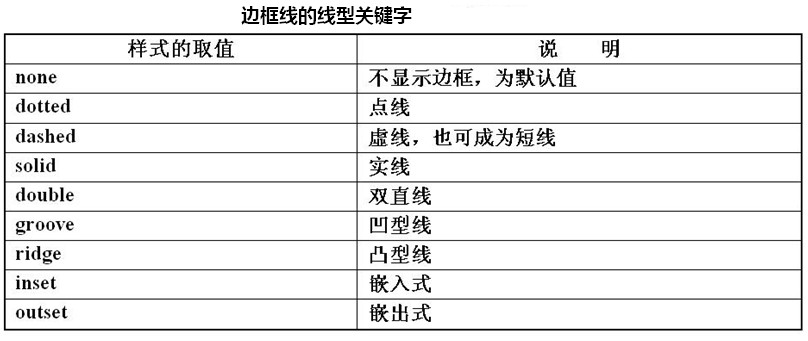 边框线的线型关键字
样式的取值 说 明
none 不显示边框，为默认值
dotted 点线
dashed 虚线，也可成为短线
solid 实线
double 双直线
groove 凹型线
ridge 凸型线
inset 嵌入式
outset 嵌出式